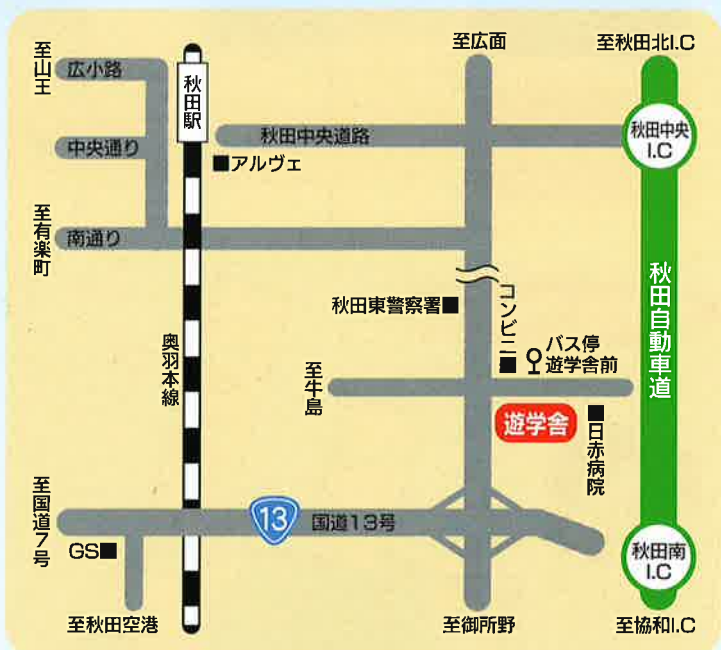 至広面
至秋田北I.C
至山王
広小路
秋田駅
秋田中央道路
秋田中央
I.C
中央通り
アルヴェ
至有楽町
南通り
秋田自動車道
秋田東警察署
コンビニ
バス停
遊学舎前
奥羽本線
至牛島
遊学舎
日赤病院
至国道7号
13
国道13号
GS
秋田南
I.C
至秋田空港
至御所野
至協和I.C